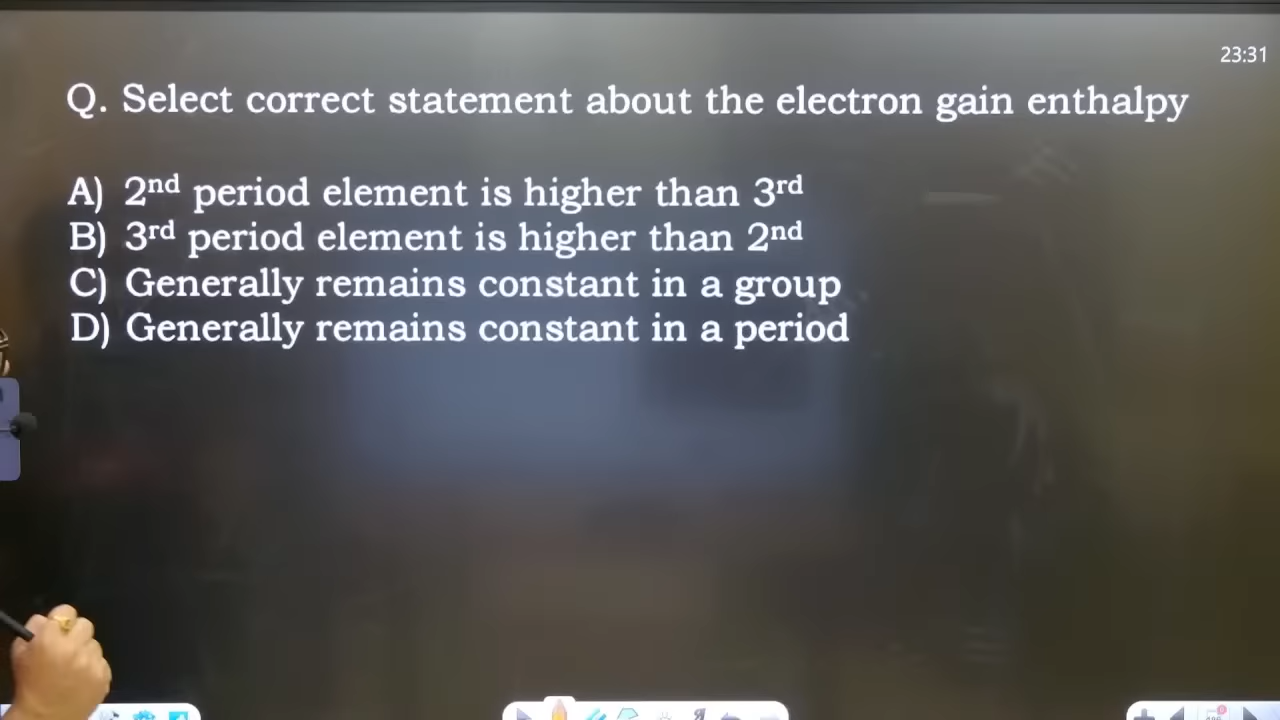 23:31
Q. Select correct statement about the electron gain enthalpy
A) 2nd period element is higher than 3rd
B) 3rd period element is higher than 2nd
C) Generally remains constant in a group
D) Generally remains constant in a period